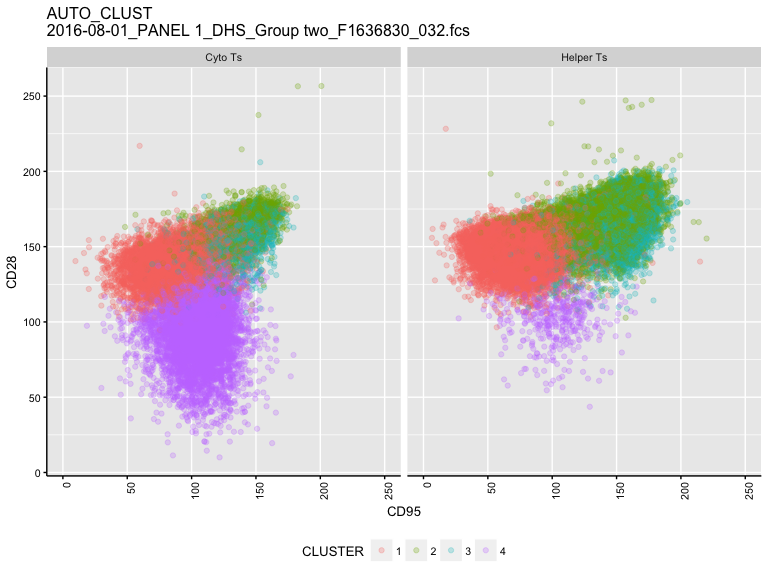 AUTO_CLUST
2016-08-01_PANEL 1_DHS_Group two_F1636830_032.fcs
Cyto Ts
Helper Ts
250
200
150
100
50
0
CD28
0 50 100 150 200 250
0 50 100 150 200 250
CD95
CLUSTER 1 2 3 4